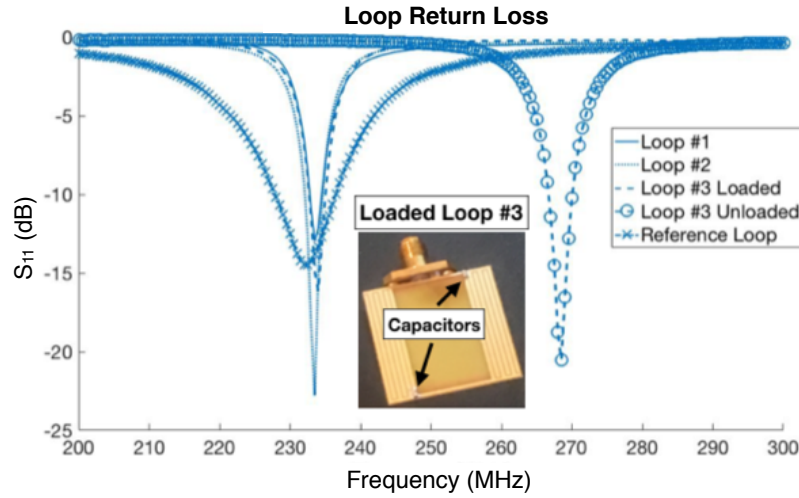 Loop Return Loss
0
-5
-10
-15
-20
-25
S11 (dB)
Loop #1
Loop #2
Loop #3 Loaded
Loop #3 Unloaded
Reference Loop
Loaded Loop #3
Capacitors
200 210 220 230 240 250 260 270 280 290 300
Frequency (MHz)